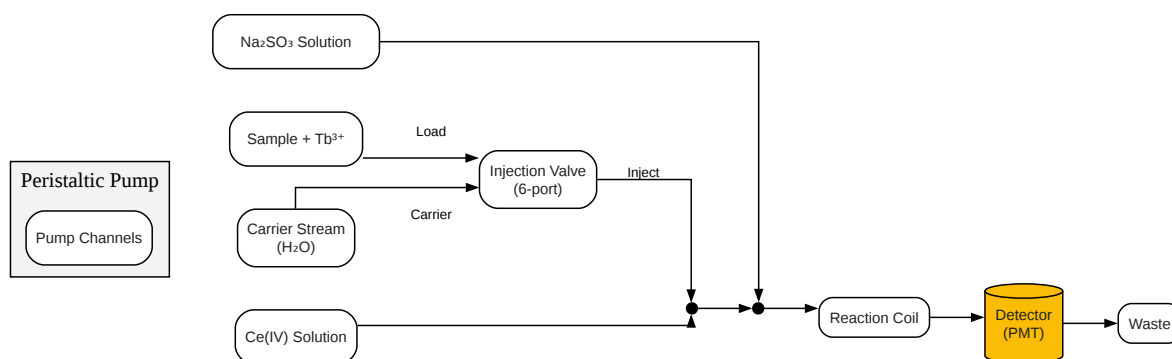 Na₂SO₃ Solution
Sample + Tb³⁺
Load
Injection Valve
(6-port)
Inject
Peristaltic Pump
Pump Channels
Carrier Stream
(H₂O)
Carrier
Ce(IV) Solution
Reaction Coil
Detector
(PMT)
Waste